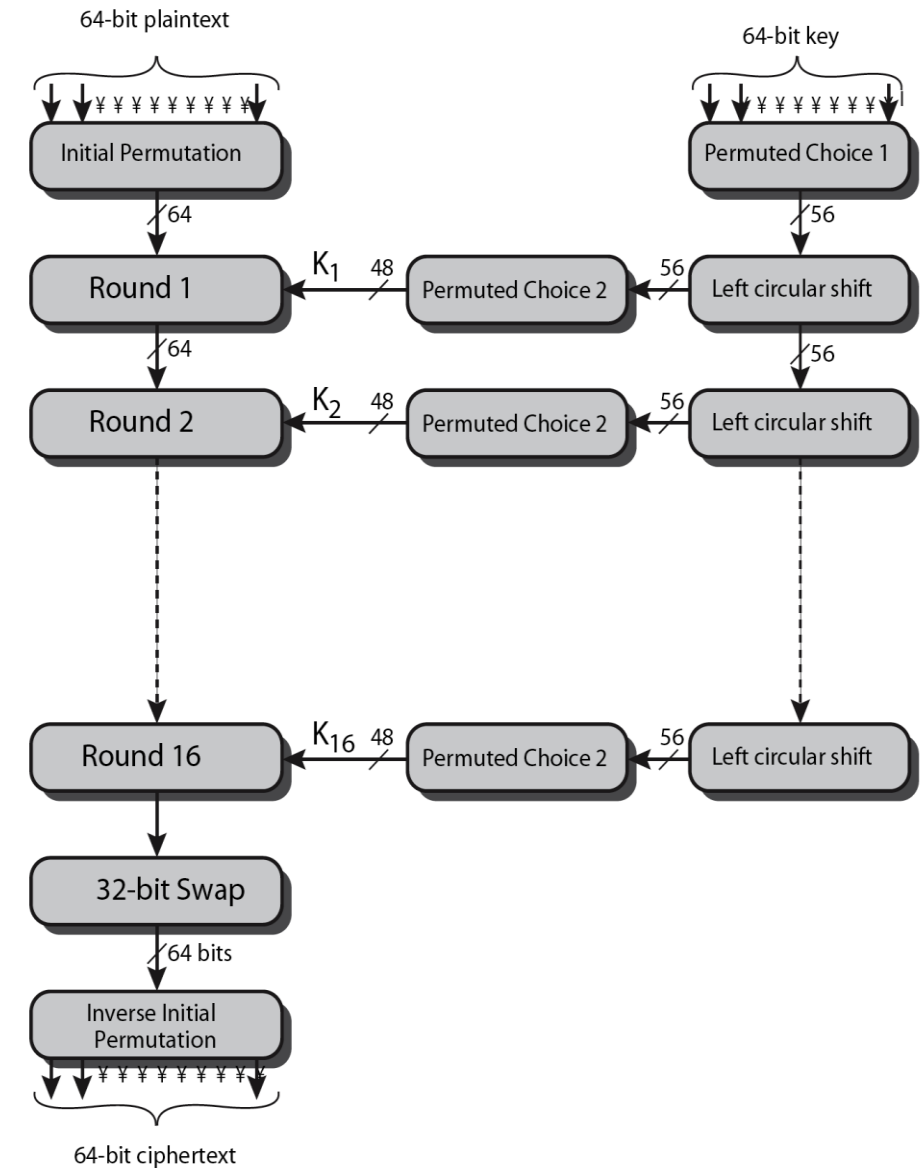 64-bit plaintext
64-bit key
¥ ¥ ¥ ¥ ¥ ¥ ¥ ¥ ¥
¥ ¥ ¥ ¥ ¥ ¥ ¥
Initial Permutation
Permuted Choice 1
64
56
Round 1
K1
48
Permuted Choice 2
56
Left circular shift
64
56
Round 2
K2
48
Permuted Choice 2
56
Left circular shift
Round 16
K16
48
Permuted Choice 2
56
Left circular shift
32-bit Swap
64 bits
Inverse Initial
Permutation
¥ ¥ ¥ ¥ ¥ ¥ ¥ ¥ ¥
64-bit ciphertext